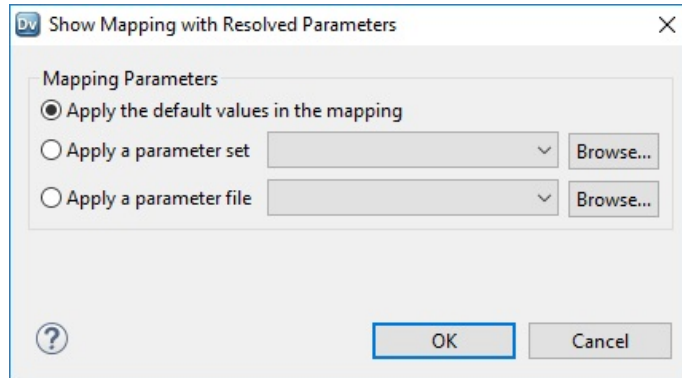 Dv Show Mapping with Resolved Parameters
Mapping Parameters
Apply the default values in the mapping
Apply a parameter set Browse...
Apply a parameter file Browse...
? OK Cancel